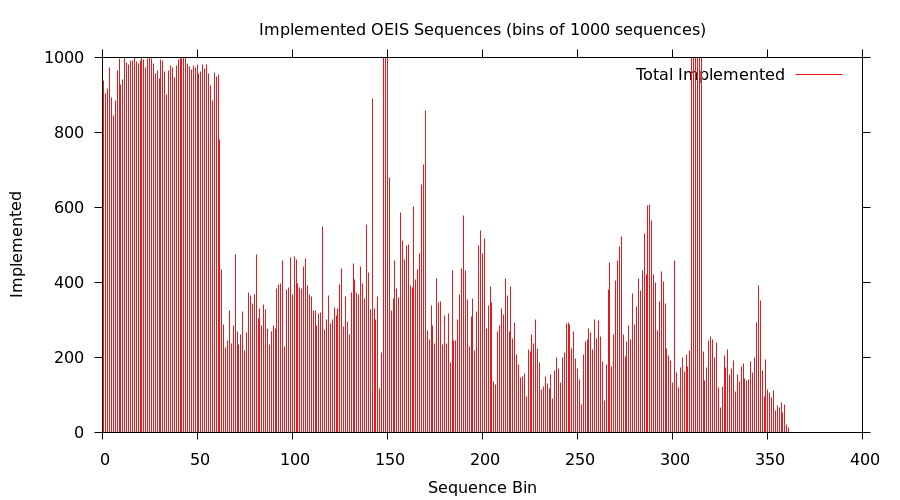 Implemented OEIS Sequences (bins of 1000 sequences)
Total Implemented
1000
800
600
400
200
0
Implemented
0 50 100 150 200 250 300 350 400
Sequence Bin